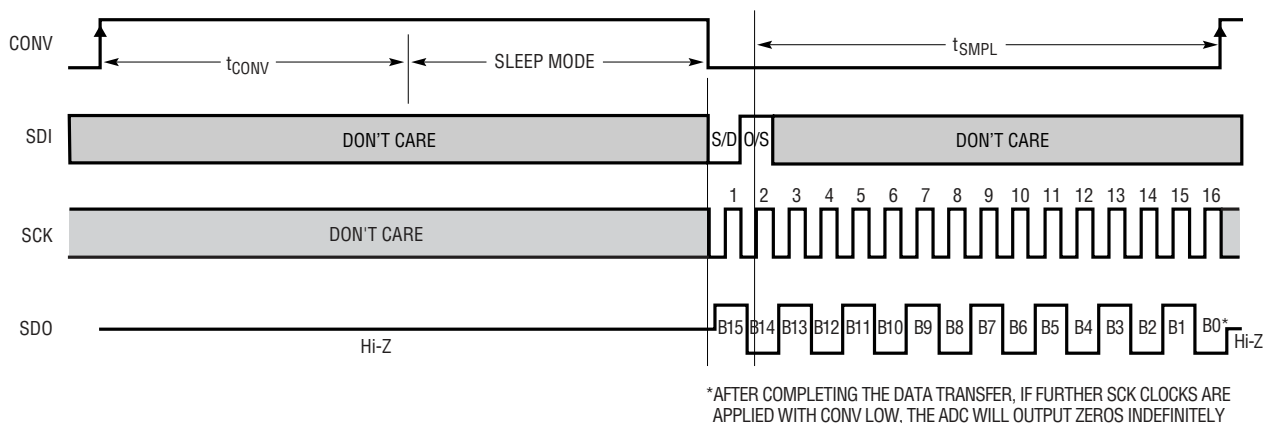 CONV
tCONV
SLEEP MODE
tSMPL
SDI
DON'T CARE
S/D
O/S
DON'T CARE
1 2 3 4 5 6 7 8 9 10 11 12 13 14 15 16
SCK
DON'T CARE
SDO
Hi-Z
B15 B14 B13 B12 B11 B10 B9 B8 B7 B6 B5 B4 B3 B2 B1 B0*
Hi-Z
*AFTER COMPLETING THE DATA TRANSFER, IF FURTHER SCK CLOCKS ARE
APPLIED WITH CONV LOW, THE ADC WILL OUTPUT ZEROS INDEFINITELY